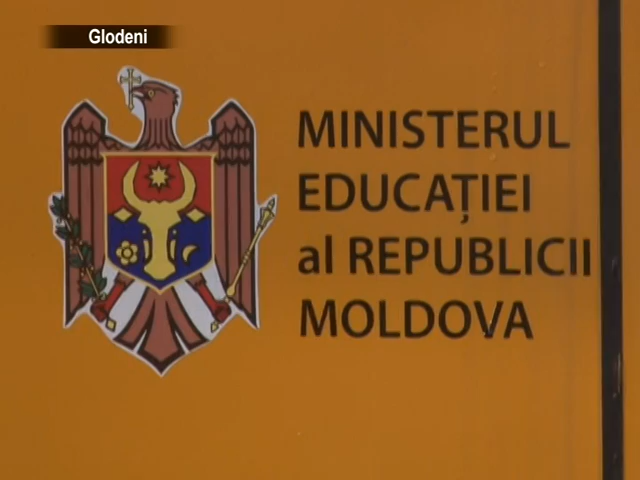 Glodeni
MINISTERUL
EDUCAȚIEI
al REPUBLICII
MOLDOVA